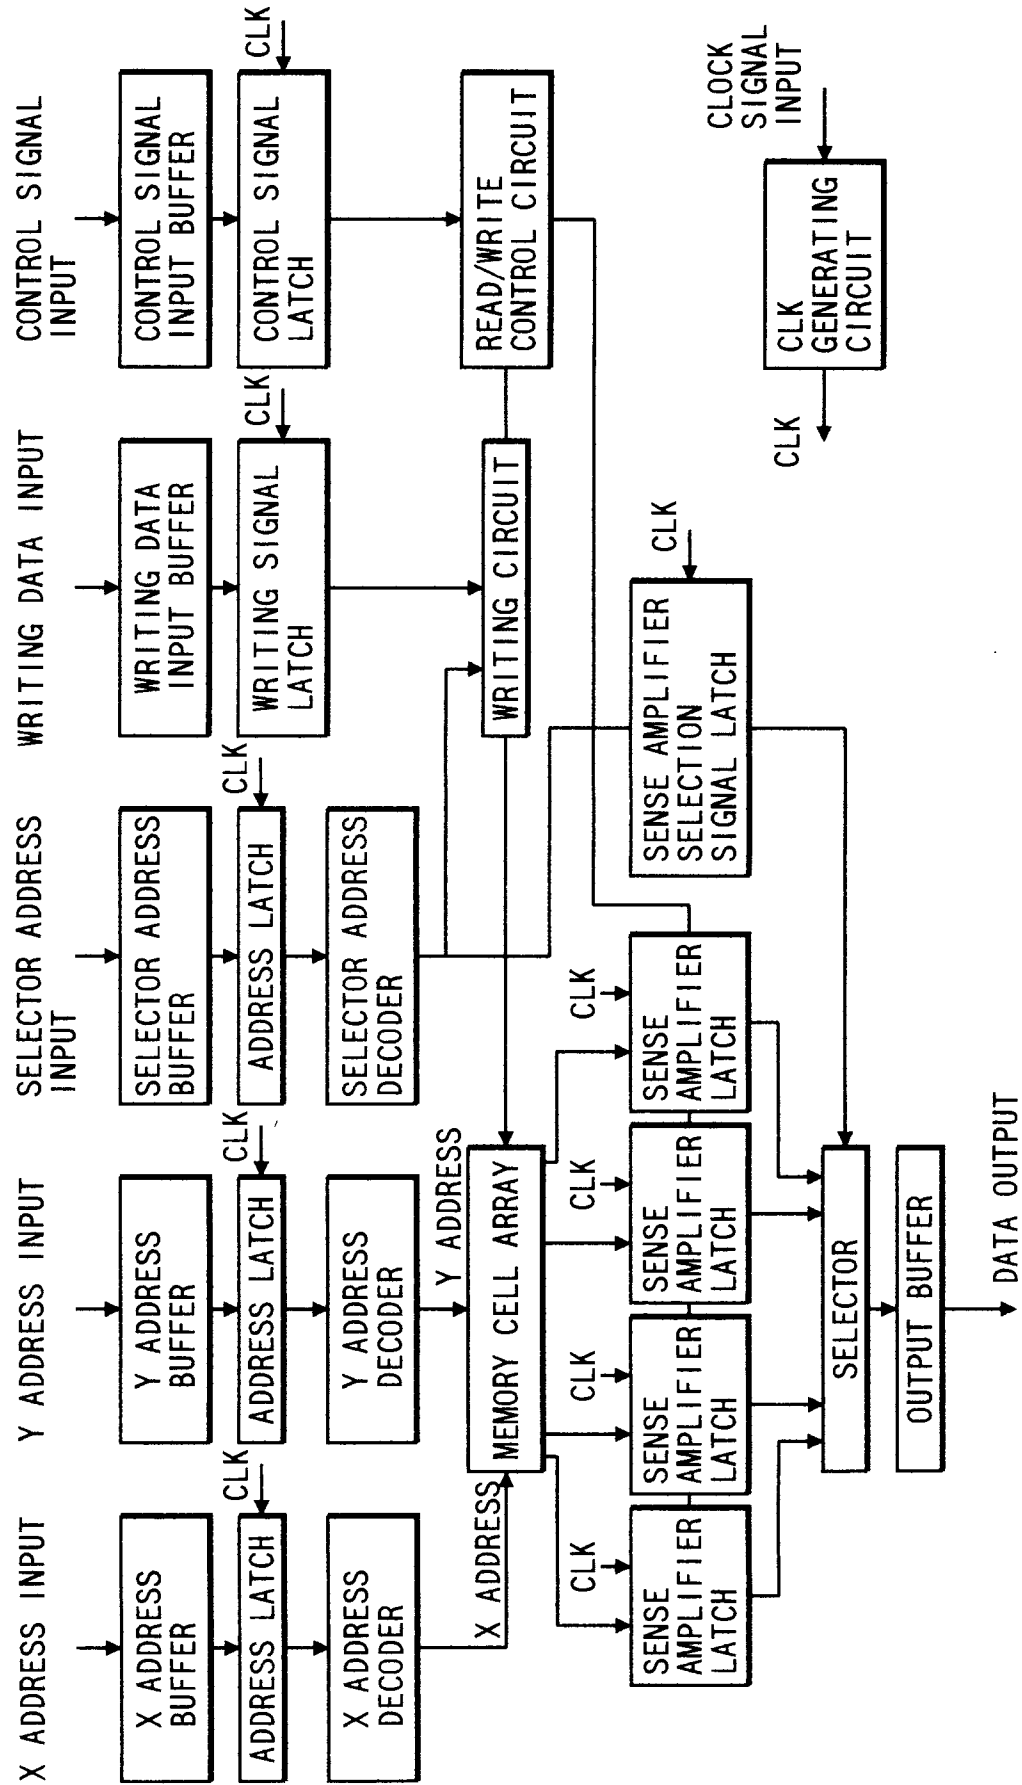 X ADDRESS INPUT
X ADDRESS
BUFFER
CLK
ADDRESS LATCH
X ADDRESS
DECODER
X ADDRESS
Y ADDRESS INPUT
Y ADDRESS
BUFFER
CLK
ADDRESS LATCH
Y ADDRESS
DECODER
Y ADDRESS
SELECTOR ADDRESS
INPUT
SELECTOR ADDRESS
BUFFER
CLK
ADDRESS LATCH
SELECTOR ADDRESS
DECODER
WRITING DATA INPUT
WRITING DATA
INPUT BUFFER
CLK
WRITING SIGNAL
LATCH
WRITING CIRCUIT
CONTROL SIGNAL
INPUT
CONTROL SIGNAL
INPUT BUFFER
CLK
CONTROL SIGNAL
LATCH
READ/WRITE
CONTROL CIRCUIT
MEMORY CELL ARRAY
CLK
SENSE
AMPLIFIER
LATCH
CLK
SENSE
AMPLIFIER
LATCH
CLK
SENSE
AMPLIFIER
LATCH
CLK
SENSE
AMPLIFIER
LATCH
CLK
SENSE AMPLIFIER
SELECTION
SIGNAL LATCH
SELECTOR
OUTPUT BUFFER
DATA OUTPUT
CLOCK
SIGNAL
INPUT
CLK
GENERATING
CIRCUIT
CLK